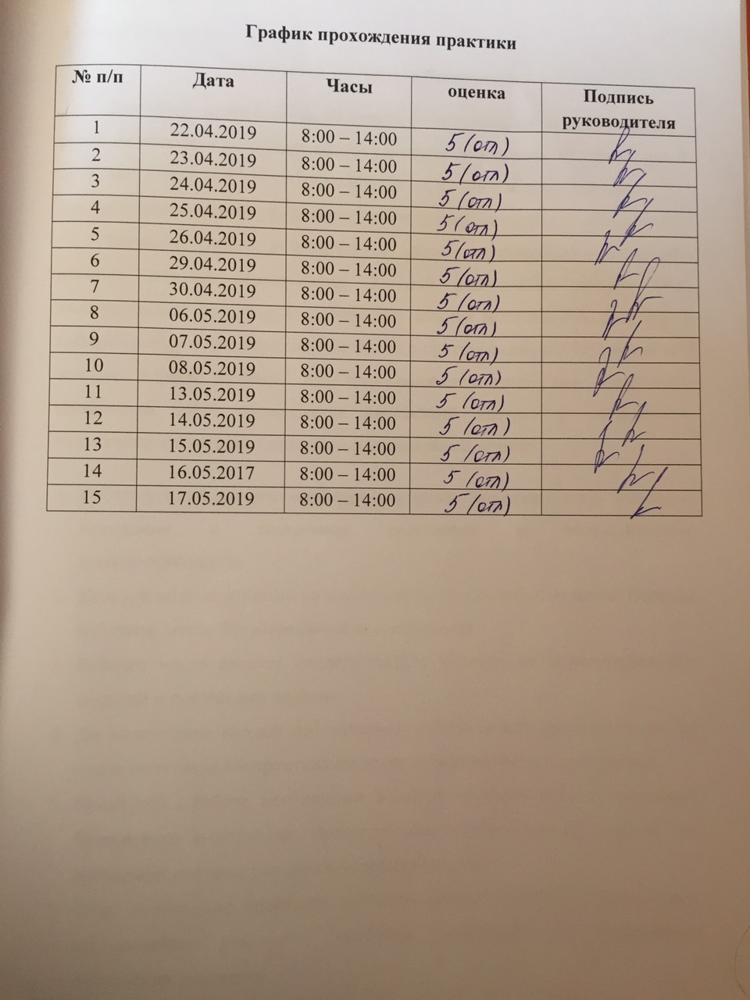 График прохождения практики
№ п/п Дата Часы оценка Подпись руководителя
1 22.04.2019 8:00 – 14:00 5 (отл)
2 23.04.2019 8:00 – 14:00 5 (отл)
3 24.04.2019 8:00 – 14:00 5 (отл)
4 25.04.2019 8:00 – 14:00 5 (отл)
5 26.04.2019 8:00 – 14:00 5 (отл)
6 29.04.2019 8:00 – 14:00 5 (отл)
7 30.04.2019 8:00 – 14:00 5 (отл)
8 06.05.2019 8:00 – 14:00 5 (отл)
9 07.05.2019 8:00 – 14:00 5 (отл)
10 08.05.2019 8:00 – 14:00 5 (отл)
11 13.05.2019 8:00 – 14:00 5 (отл)
12 14.05.2019 8:00 – 14:00 5 (отл)
13 15.05.2019 8:00 – 14:00 5 (отл)
14 16.05.2017 8:00 – 14:00 5 (отл)
15 17.05.2019 8:00 – 14:00 5 (отл)